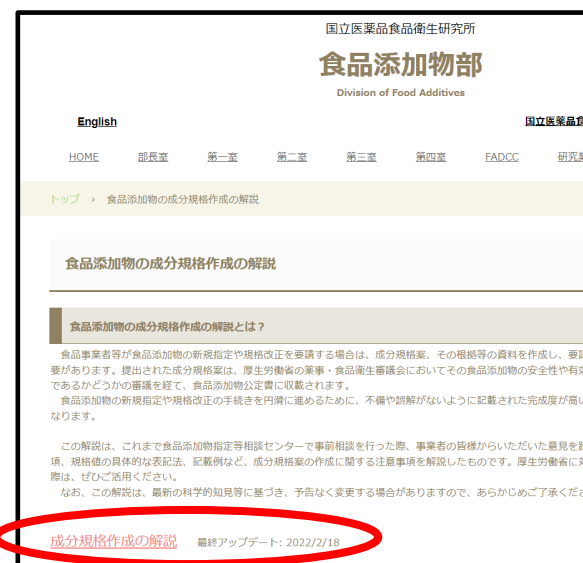 国立医薬品食品衛生研究所
食品添加物部
Division of Food Additives
English
国立医薬品食
HOME 部長室 第一室 第二室 第三室 第四室 FADCC 研究業
トップ › 食品添加物の成分規格作成の解説
食品添加物の成分規格作成の解説
食品添加物の成分規格作成の解説とは？
食品事業者等が食品添加物の新規指定や規格改正を要請する場合は、成分規格案、その根拠等の資料を作成し、要請
要があります。提出された成分規格案は、厚生労働省の薬事・食品衛生審議会においてその食品添加物の安全性や有効
であるかどうかの審議を経て、食品添加物公定書に収載されます。
食品添加物の新規指定や規格改正の手続きを円滑に進めるために、不備や誤解がないように記載された完成度が高い
なります。
この解説は、これまで食品添加物指定等相談センターで事前相談を行った際、事業者の皆様からいただいた意見を踏
項、規格値の具体的な表記法、記載例など、成分規格案の作成に関する注意事項を解説したものです。厚生労働省に対
際は、ぜひご活用ください。
なお、この解説は、最新の科学的知見等に基づき、予告なく変更する場合がありますので、あらかじめご了承くださ
成分規格作成の解説 最終アップデート: 2022/2/18